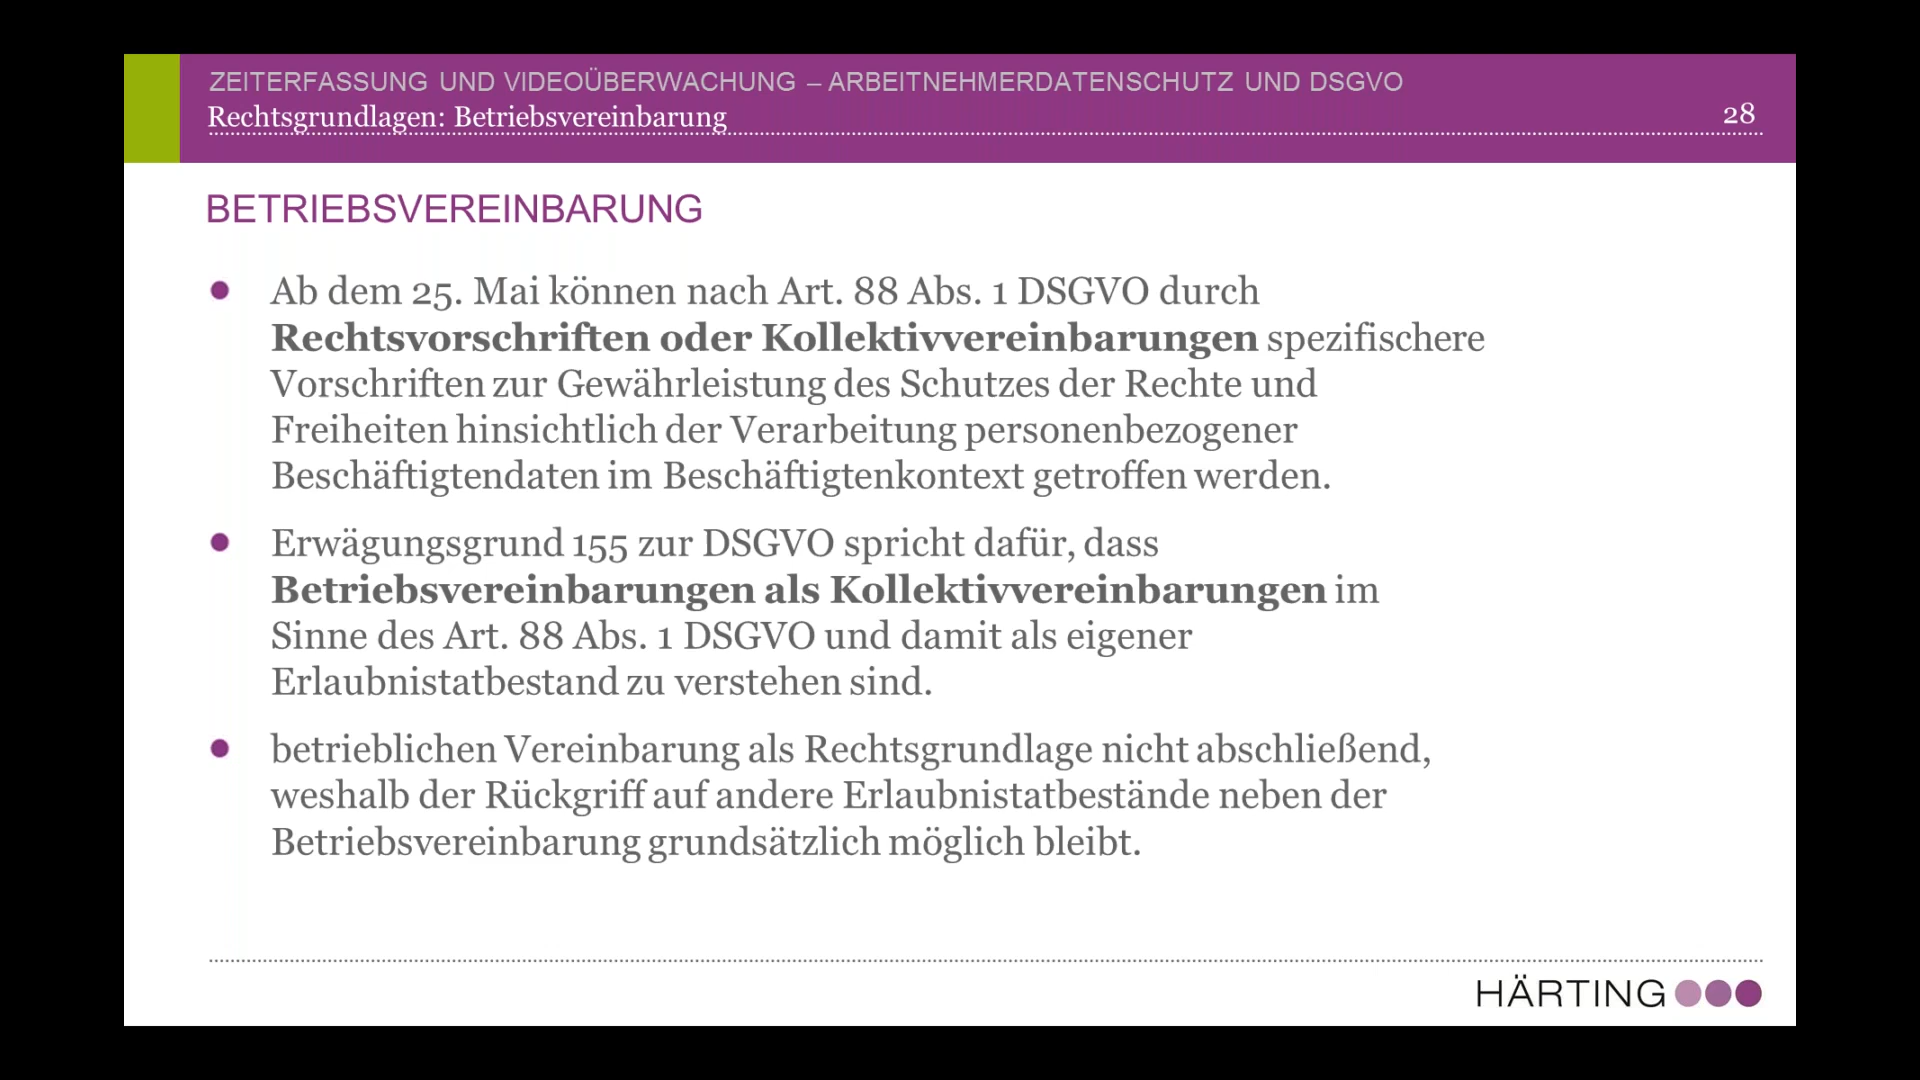 ZEITERFASSUNG UND VIDEOÜBERWACHUNG – ARBEITNEHMERDATENSCHUTZ UND DSGVO
Rechtsgrundlagen: Betriebsvereinbarung
28
BETRIEBSVEREINBARUNG
Ab dem 25. Mai können nach Art. 88 Abs. 1 DSGVO durch
Rechtsvorschriften oder Kollektivvereinbarungen spezifischere
Vorschriften zur Gewährleistung des Schutzes der Rechte und
Freiheiten hinsichtlich der Verarbeitung personenbezogener
Beschäftigtendaten im Beschäftigtenkontext getroffen werden.
Erwägungsgrund 155 zur DSGVO spricht dafür, dass
Betriebsvereinbarungen als Kollektivvereinbarungen im
Sinne des Art. 88 Abs. 1 DSGVO und damit als eigener
Erlaubnistatbestand zu verstehen sind.
betrieblichen Vereinbarung als Rechtsgrundlage nicht abschließend,
weshalb der Rückgriff auf andere Erlaubnistatbestände neben der
Betriebsvereinbarung grundsätzlich möglich bleibt.
HÄRTING